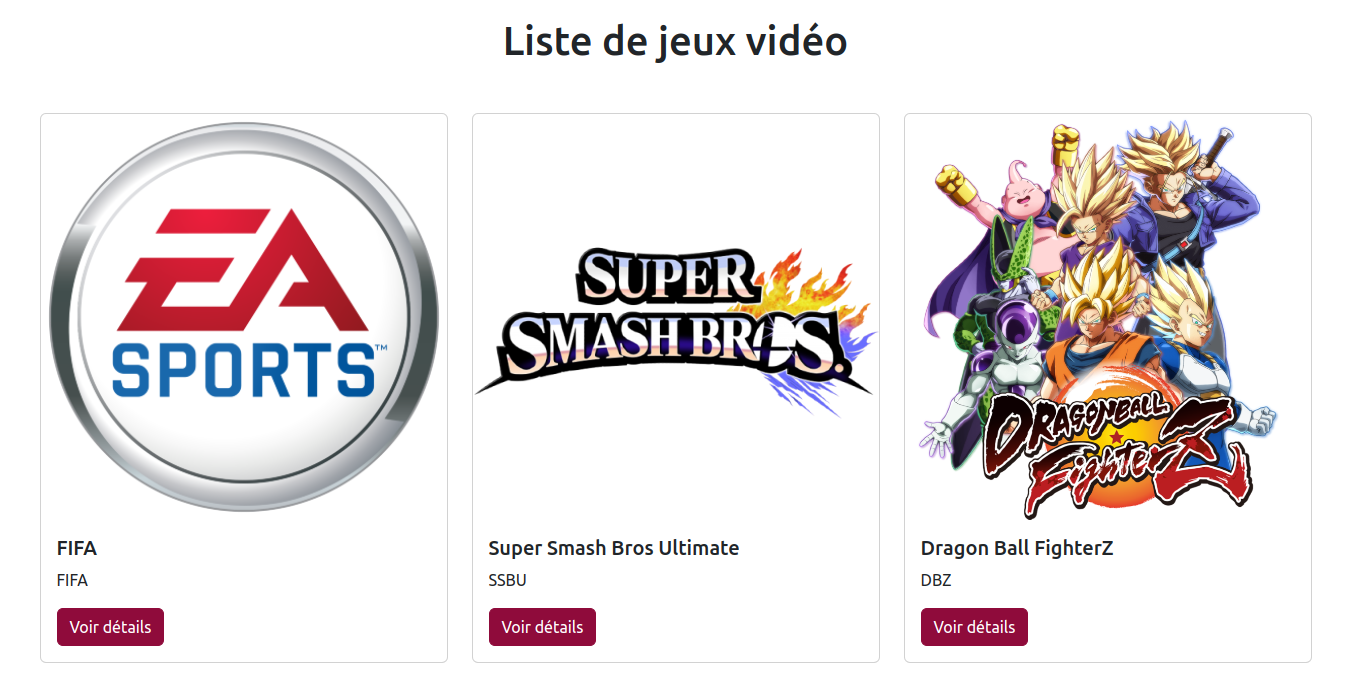 Liste de jeux vidéo
EA
SPORTS™
FIFA
FIFA
Voir détails
SUPER
SMASH BROS.
Super Smash Bros Ultimate
SSBU
Voir détails
DRAGONBALL
FighterZ
Dragon Ball FighterZ
DBZ
Voir détails